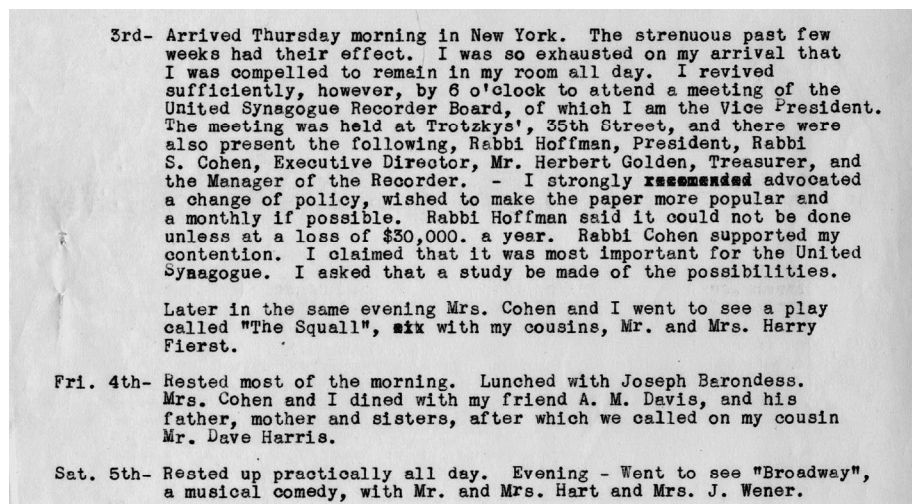 3rd- Arrived Thursday morning in New York. The strenuous past few
weeks had their effect. I was so exhausted on my arrival that
I was compelled to remain in my room all day. I revived
sufficiently, however, by 6 o'clock to attend a meeting of the
United Synagogue Recorder Board, of which I am the Vice President.
The meeting was held at Trotzkys', 35th Street, and there were
also present the following, Rabbi Hoffman, President, Rabbi
S. Cohen, Executive Director, Mr. Herbert Golden, Treasurer, and
the Manager of the Recorder. - I strongly recomended advocated
a change of policy, wished to make the paper more popular and
a monthly if possible. Rabbi Hoffman said it could not be done
unless at a loss of $30,000. a year. Rabbi Cohen supported my
contention. I claimed that it was most important for the United
Synagogue. I asked that a study be made of the possibilities.
Later in the same evening Mrs. Cohen and I went to see a play
called "The Squall", with my cousins, Mr. and Mrs. Harry
Fierst.
Fri. 4th- Rested most of the morning. Lunched with Joseph Barondess.
Mrs. Cohen and I dined with my friend A. M. Davis, and his
father, mother and sisters, after which we called on my cousin
Mr. Dave Harris.
Sat. 5th- Rested up practically all day. Evening - Went to see "Broadway",
a musical comedy, with Mr. and Mrs. Hart and Mrs. J. Wener.